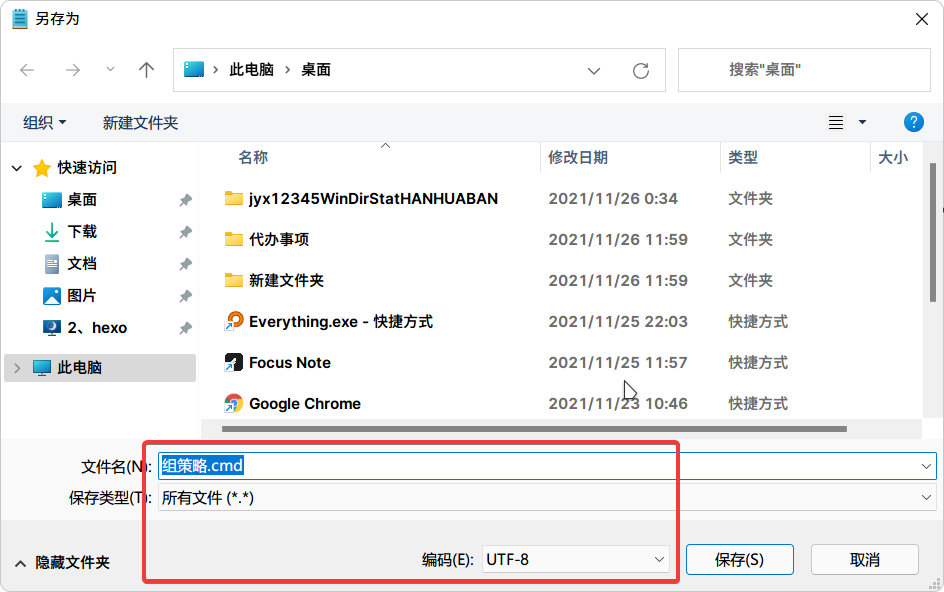 另存为
此电脑 › 桌面
搜索"桌面"
组织 新建文件夹
名称 修改日期 类型 大小
快速访问
桌面
下载
文档
图片
2、hexo
此电脑
jyx12345WinDirStatHANHUABAN 2021/11/26 0:34 文件夹
代办事项 2021/11/26 11:59 文件夹
新建文件夹 2021/11/26 11:59 文件夹
Everything.exe - 快捷方式 2021/11/25 22:03 快捷方式
Focus Note 2021/11/25 11:57 快捷方式
Google Chrome 2021/11/23 10:46 快捷方式
文件名(N): 组策略.cmd
保存类型(T): 所有文件 (*.*)
隐藏文件夹 编码(E): UTF-8 保存(S) 取消